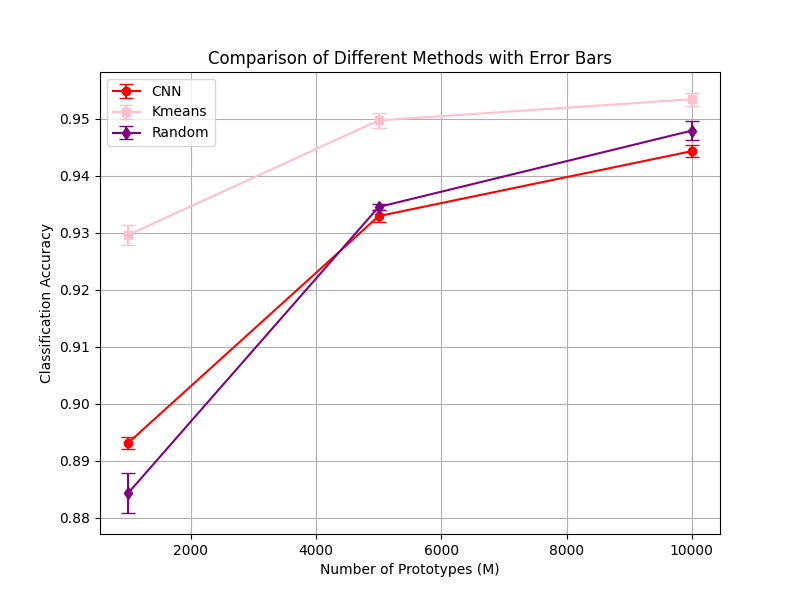 Comparison of Different Methods with Error Bars
CNN
Kmeans
Random
0.95
0.94
0.93
0.92
0.91
0.90
0.89
0.88
Classification Accuracy
2000 4000 6000 8000 10000
Number of Prototypes (M)